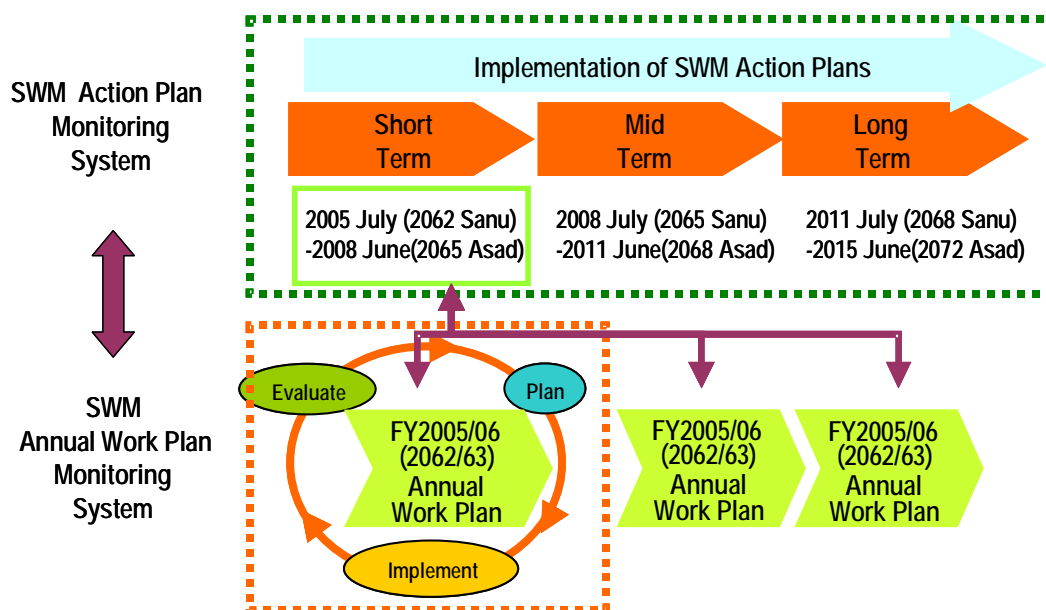 Implementation of SWM Action Plans
SWM Action Plan
Monitoring
System
Short
Term
Mid
Term
Long
Term
2005 July (2062 Sanu)
-2008 June(2065 Asad)
2008 July (2065 Sanu)
-2011 June(2068 Asad)
2011 July (2068 Sanu)
-2015 June(2072 Asad)
SWM
Annual Work Plan
Monitoring
System
Evaluate
Plan
Implement
FY2005/06
(2062/63)
Annual
Work Plan
FY2005/06
(2062/63)
Annual
Work Plan
FY2005/06
(2062/63)
Annual
Work Plan